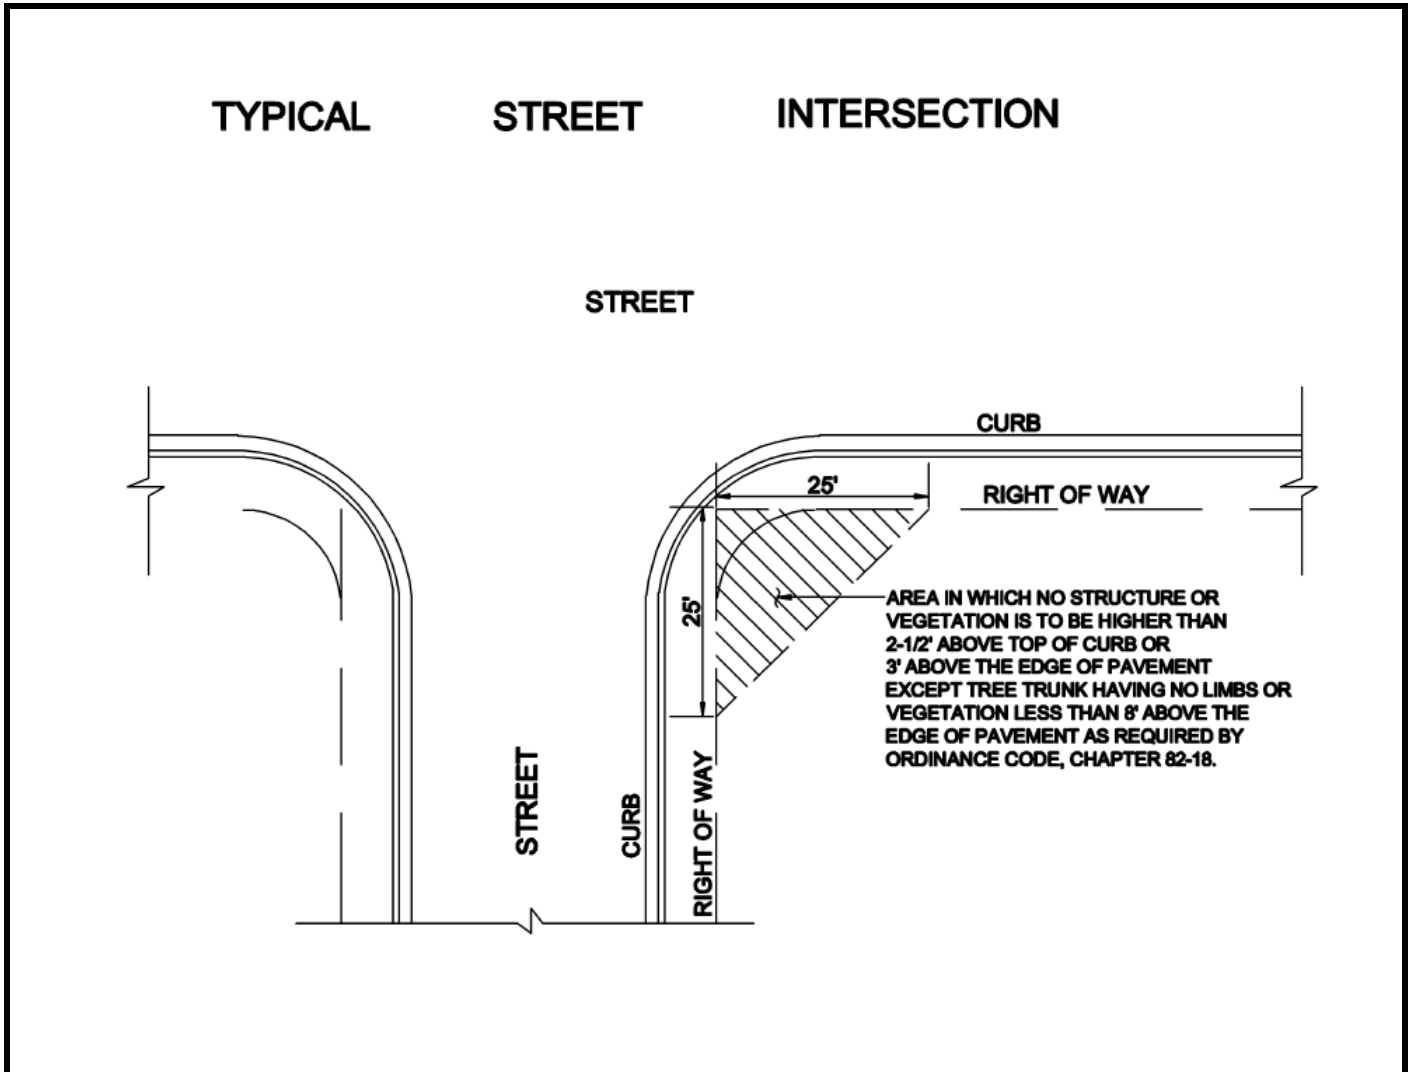 TYPICAL STREET INTERSECTION
STREET
CURB
25'
RIGHT OF WAY
25'
AREA IN WHICH NO STRUCTURE OR
VEGETATION IS TO BE HIGHER THAN
2-1/2' ABOVE TOP OF CURB OR
3' ABOVE THE EDGE OF PAVEMENT
EXCEPT TREE TRUNK HAVING NO LIMBS OR
VEGETATION LESS THAN 8' ABOVE THE
EDGE OF PAVEMENT AS REQUIRED BY
ORDINANCE CODE, CHAPTER 82-18.
STREET
CURB
RIGHT OF WAY